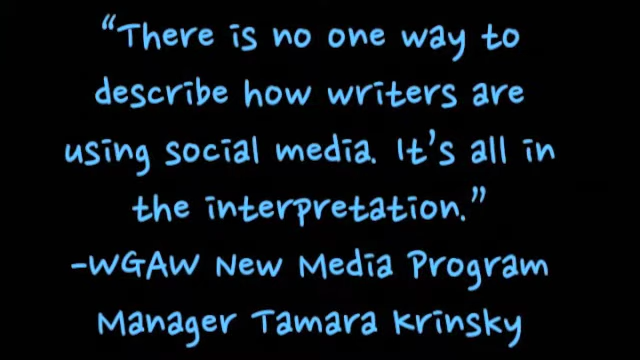 “There is no one way to
describe how writers are
using social media. It’s all in
the interpretation.”
-WGAW New Media Program
Manager Tamara Krinsky